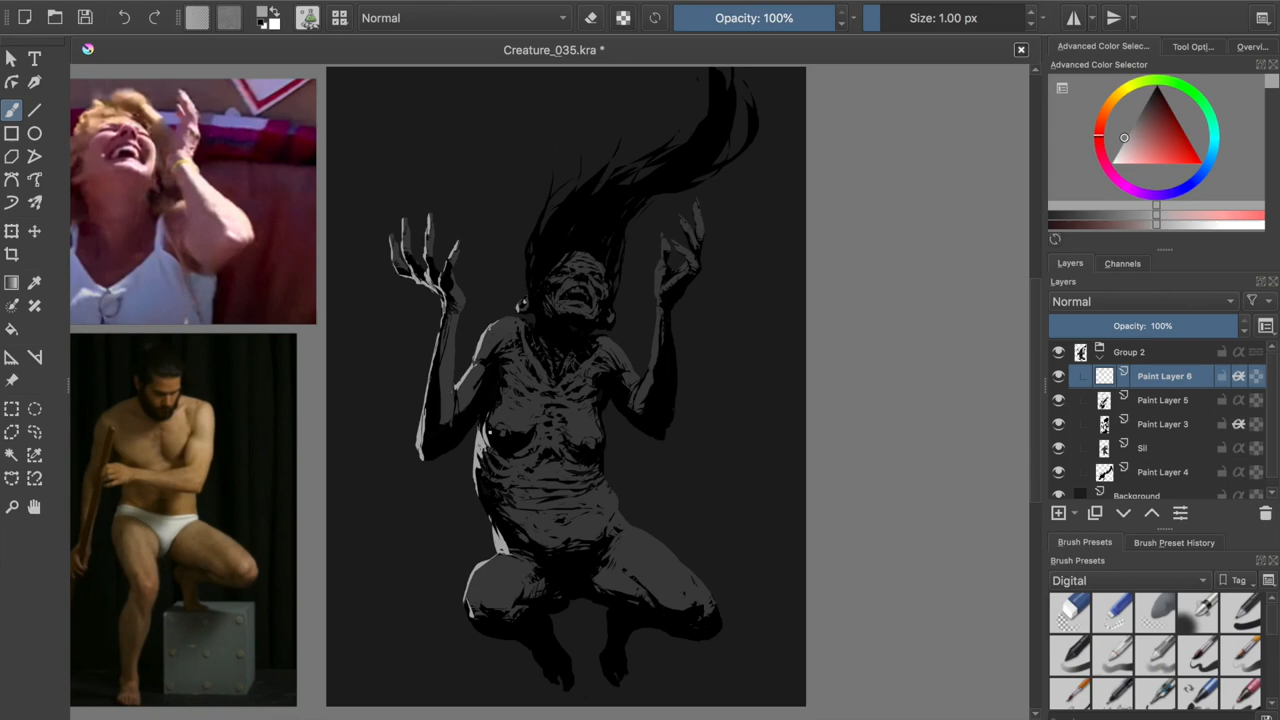 Normal
Opacity: 100%
Size: 1.00 px
Creature_035.kra *
Advanced Color Selec...
Tool Opti...
Overvi...
Advanced Color Selector
Layers
Channels
Layers
Normal
Opacity: 100%
Group 2
Paint Layer 6
Paint Layer 5
Paint Layer 3
Sil
Paint Layer 4
Background
Brush Presets
Brush Preset History
Brush Presets
Digital
Tag